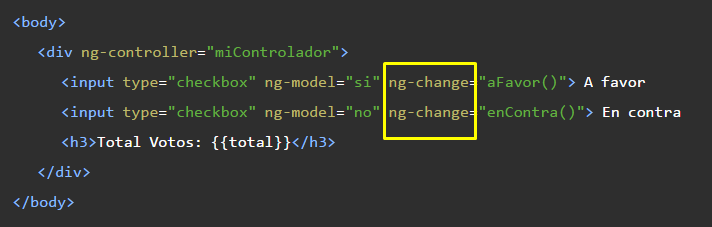 <body>
<div ng-controller="miControlador">
<input type="checkbox" ng-model="si" ng-change="aFavor()"> A favor
<input type="checkbox" ng-model="no" ng-change="enContra()"> En contra
<h3>Total Votos: {{total}}</h3>
</div>
</body>